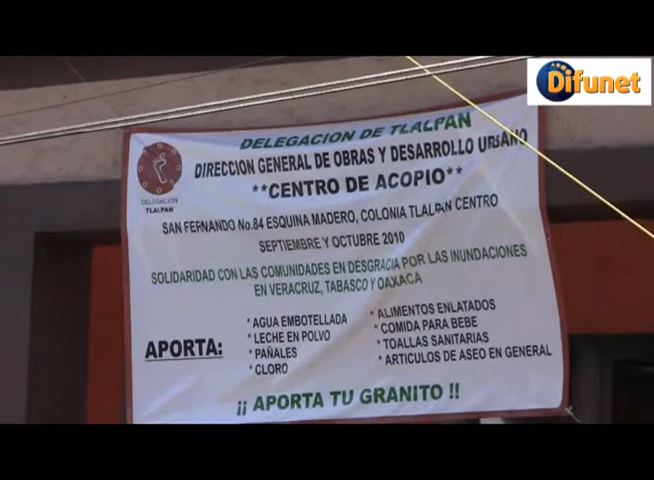 Difunet
DELEGACION DE TLALPAN
DIRECCION GENERAL DE OBRAS Y DESARROLLO URBANO
**CENTRO DE ACOPIO**
DELEGACION
TLALPAN
SAN FERNANDO No.84 ESQUINA MADERO, COLONIA TLALPAN CENTRO
SEPTIEMBRE Y OCTUBRE 2010
SOLIDARIDAD CON LAS COMUNIDADES EN DESGRACIA POR LAS INUNDACIONES
EN VERACRUZ, TABASCO Y OAXACA
APORTA:
* AGUA EMBOTELLADA
* LECHE EN POLVO
* PAÑALES
* CLORO
* ALIMENTOS ENLATADOS
* COMIDA PARA BEBE
* TOALLAS SANITARIAS
* ARTICULOS DE ASEO EN GENERAL
¡¡ APORTA TU GRANITO !!